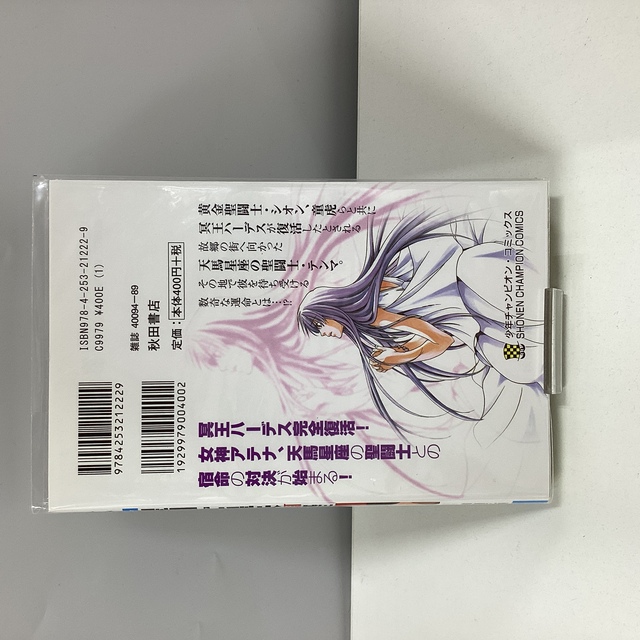 黄金聖闘士・シオン、童虎らと共に
冥王ハーデスが復活したとされる
故郷の街へ向かった
天馬星座の聖闘士・テンマ。
その地で彼を待ち受ける
数奇な運命とは…!?
冥王ハーデス完全復活!
女神アテナ、天馬星座の聖闘士との
宿命の対決が始まる!
少年チャンピオン・コミックス
SHŌNEN CHAMPION COMICS
ISBN978-4-253-21222-9
C9979 ¥400E (1)
雑誌 40094-89
秋田書店
定価:本体400円+税
9784253212229
1929979004002